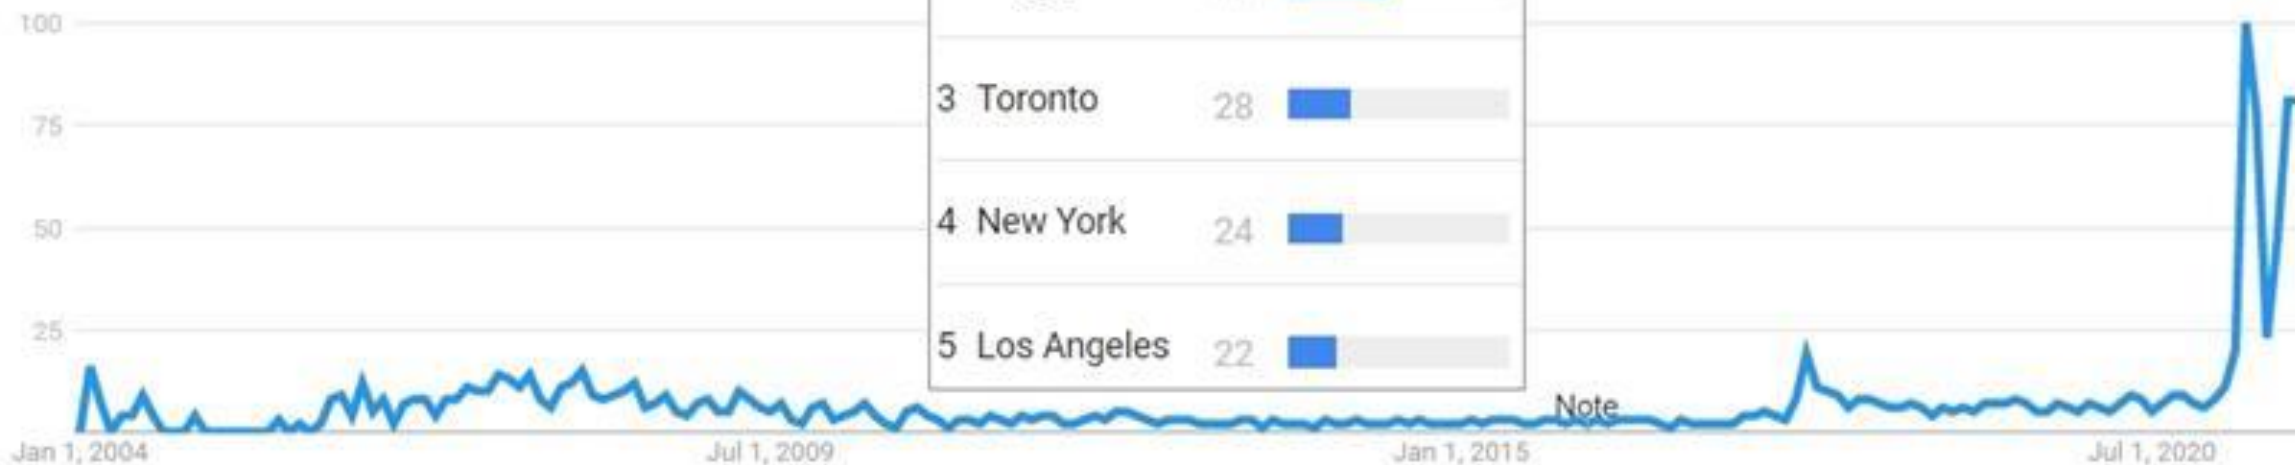 100
75
50
25
3 Toronto 28
4 New York 24
5 Los Angeles 22
Note
Jan 1, 2004 Jul 1, 2009 Jan 1, 2015 Jul 1, 2020